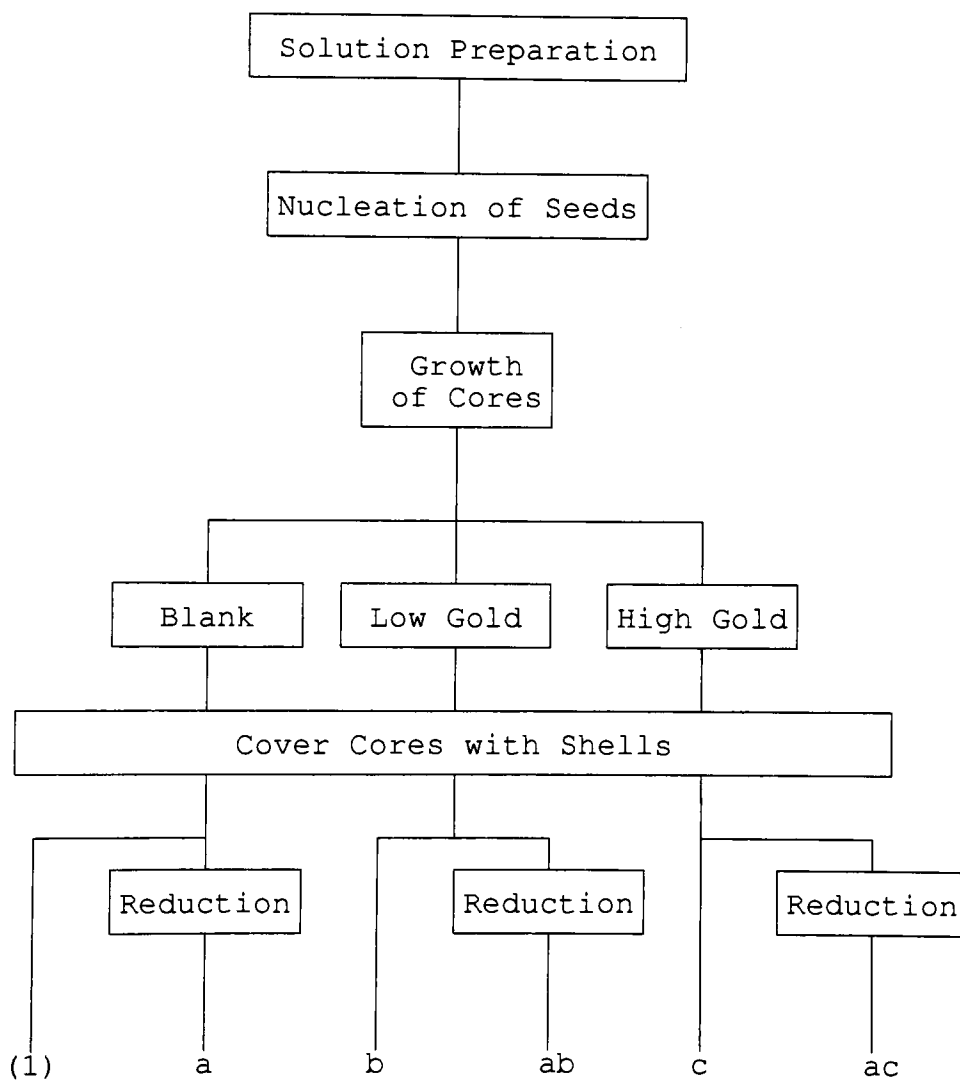 Solution Preparation
Nucleation of Seeds
Growth
of Cores
Blank
Low Gold
High Gold
Cover Cores with Shells
Reduction
Reduction
Reduction
(1)
a
b
ab
c
ac